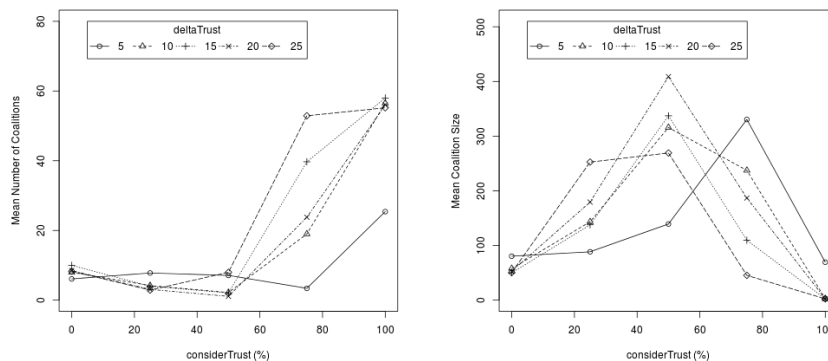 deltaTrust
5 10 15 20 25
Mean Number of Coalitions
80
60
40
20
0
0 20 40 60 80 100
considerTrust (%)
deltaTrust
5 10 15 20 25
Mean Coalition Size
500
400
300
200
100
0
0 20 40 60 80 100
considerTrust (%)